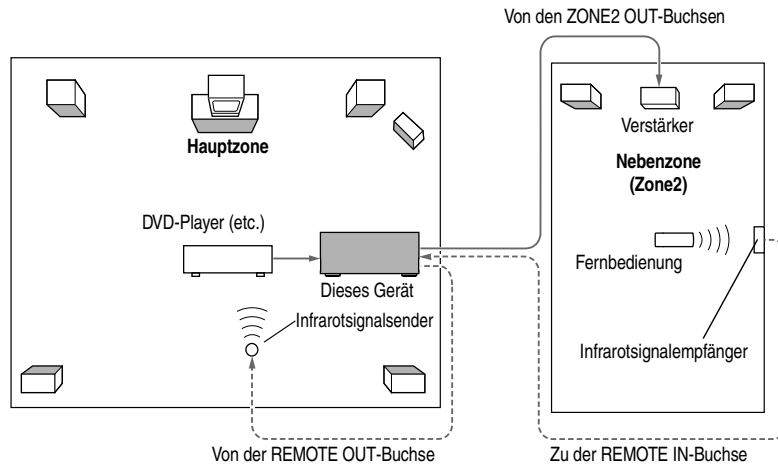 Von den ZONE2 OUT-Buchsen
Hauptzone
Verstärker
Nebenzone
(Zone2)
DVD-Player (etc.)
Dieses Gerät
Fernbedienung
Infrarotsignalsender
Infrarotsignalempfänger
Von der REMOTE OUT-Buchse
Zu der REMOTE IN-Buchse